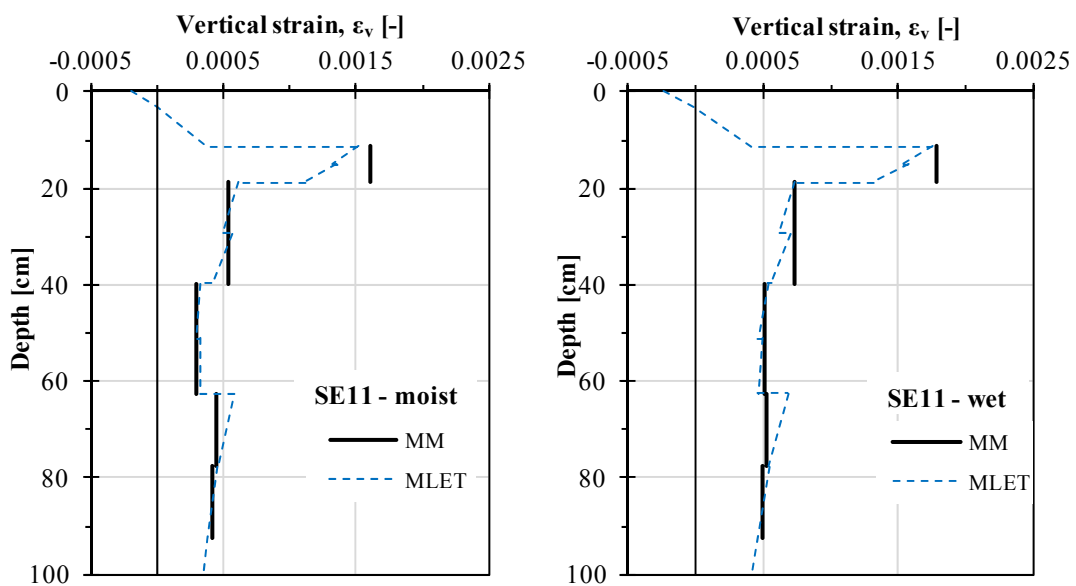 Vertical strain, εv [-]
-0.0005 0.0005 0.0015 0.0025
0
20
40
60
80
100
Depth [cm]
SE11 - moist
MM
MLET
Vertical strain, εv [-]
-0.0005 0.0005 0.0015 0.0025
0
20
40
60
80
100
Depth [cm]
SE11 - wet
MM
MLET